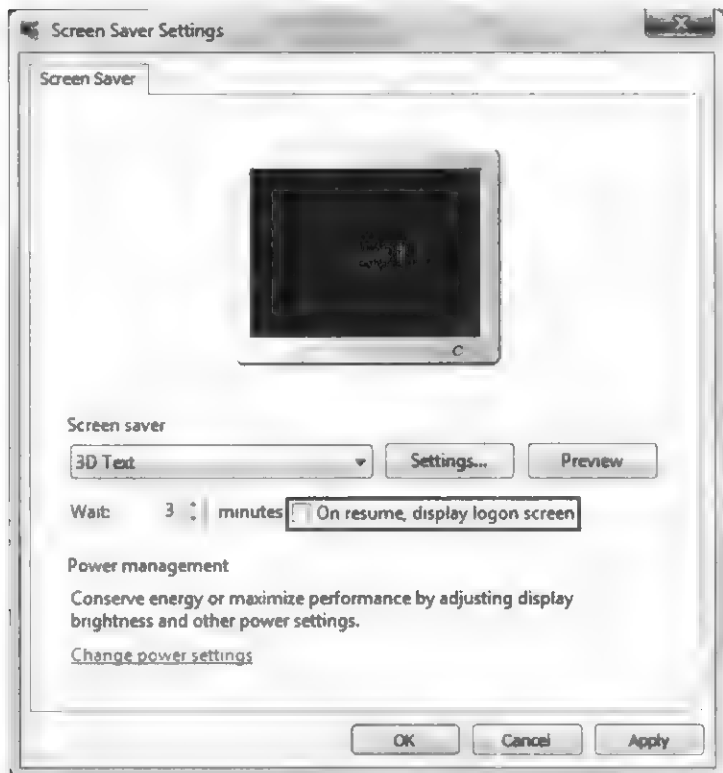 Screen Saver Settings
Screen Saver
Screen saver
3D Text
Settings...
Preview
Wait:
3
minutes
On resume, display logon screen
Power management
Conserve energy or maximize performance by adjusting display
brightness and other power settings.
Change power settings
OK
Cancel
Apply